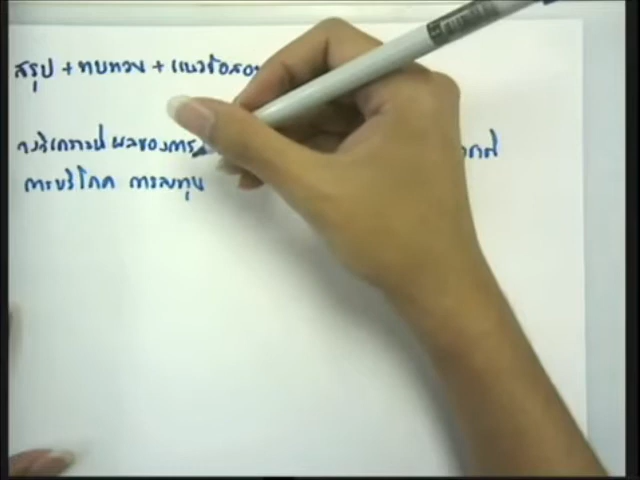 สรุป + ทบทวน + แนวข้อสอบ
จงวิเคราะห์ ผลของการ
การบริโภค การลงทุน